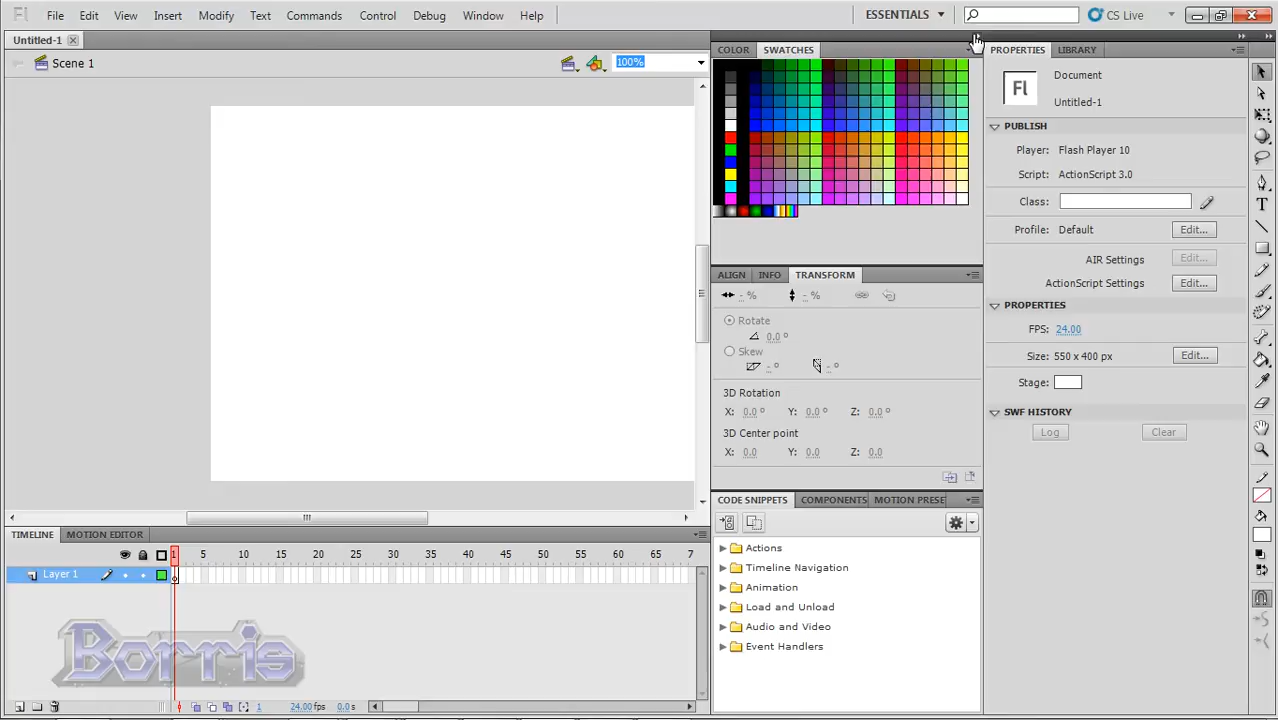 Fl File Edit View Insert Modify Text Commands Control Debug Window Help ESSENTIALS CS Live
Untitled-1
Scene 1 100%
COLOR SWATCHES
ALIGN INFO TRANSFORM
- % - %
Rotate
0.0 °
Skew
- ° - °
3D Rotation
X: 0.0 ° Y: 0.0 ° Z: 0.0 °
3D Center point
X: 0.0 Y: 0.0 Z: 0.0
CODE SNIPPETS COMPONENTS MOTION PRESE
Actions
Timeline Navigation
Animation
Load and Unload
Audio and Video
Event Handlers
PROPERTIES LIBRARY
Fl Document
Untitled-1
PUBLISH
Player: Flash Player 10
Script: ActionScript 3.0
Class:
Profile: Default Edit...
AIR Settings Edit...
ActionScript Settings Edit...
PROPERTIES
FPS: 24.00
Size: 550 x 400 px Edit...
Stage:
SWF HISTORY
Log Clear
T
TIMELINE MOTION EDITOR
1 5 10 15 20 25 30 35 40 45 50 55 60 65 7
Layer 1
Borris
1 24.00 fps 0.0 s